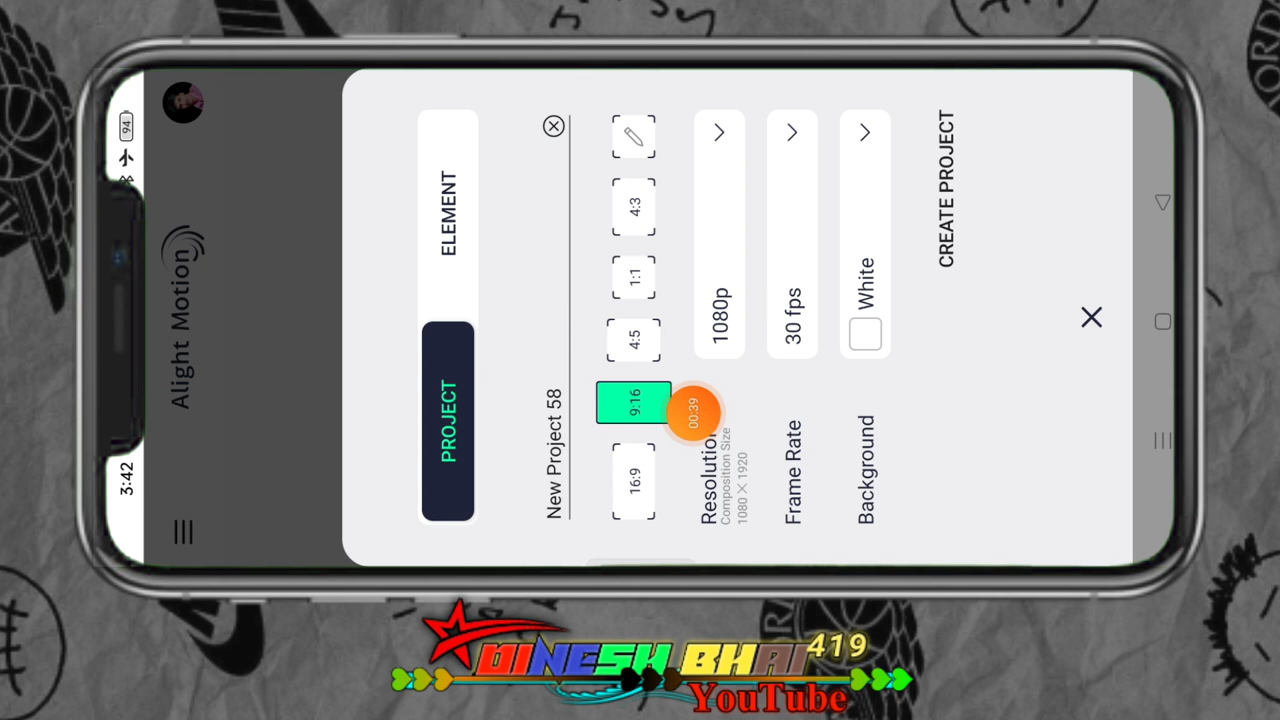 3:42
94
Alight Motion
PROJECT
ELEMENT
New Project 58
16:9
9:16
4:5
1:1
4:3
Resolution
1080p
Composition Size
1080 × 1920
00:39
Frame Rate
30 fps
Background
White
CREATE PROJECT
DINESH BHAI 419
YouTube